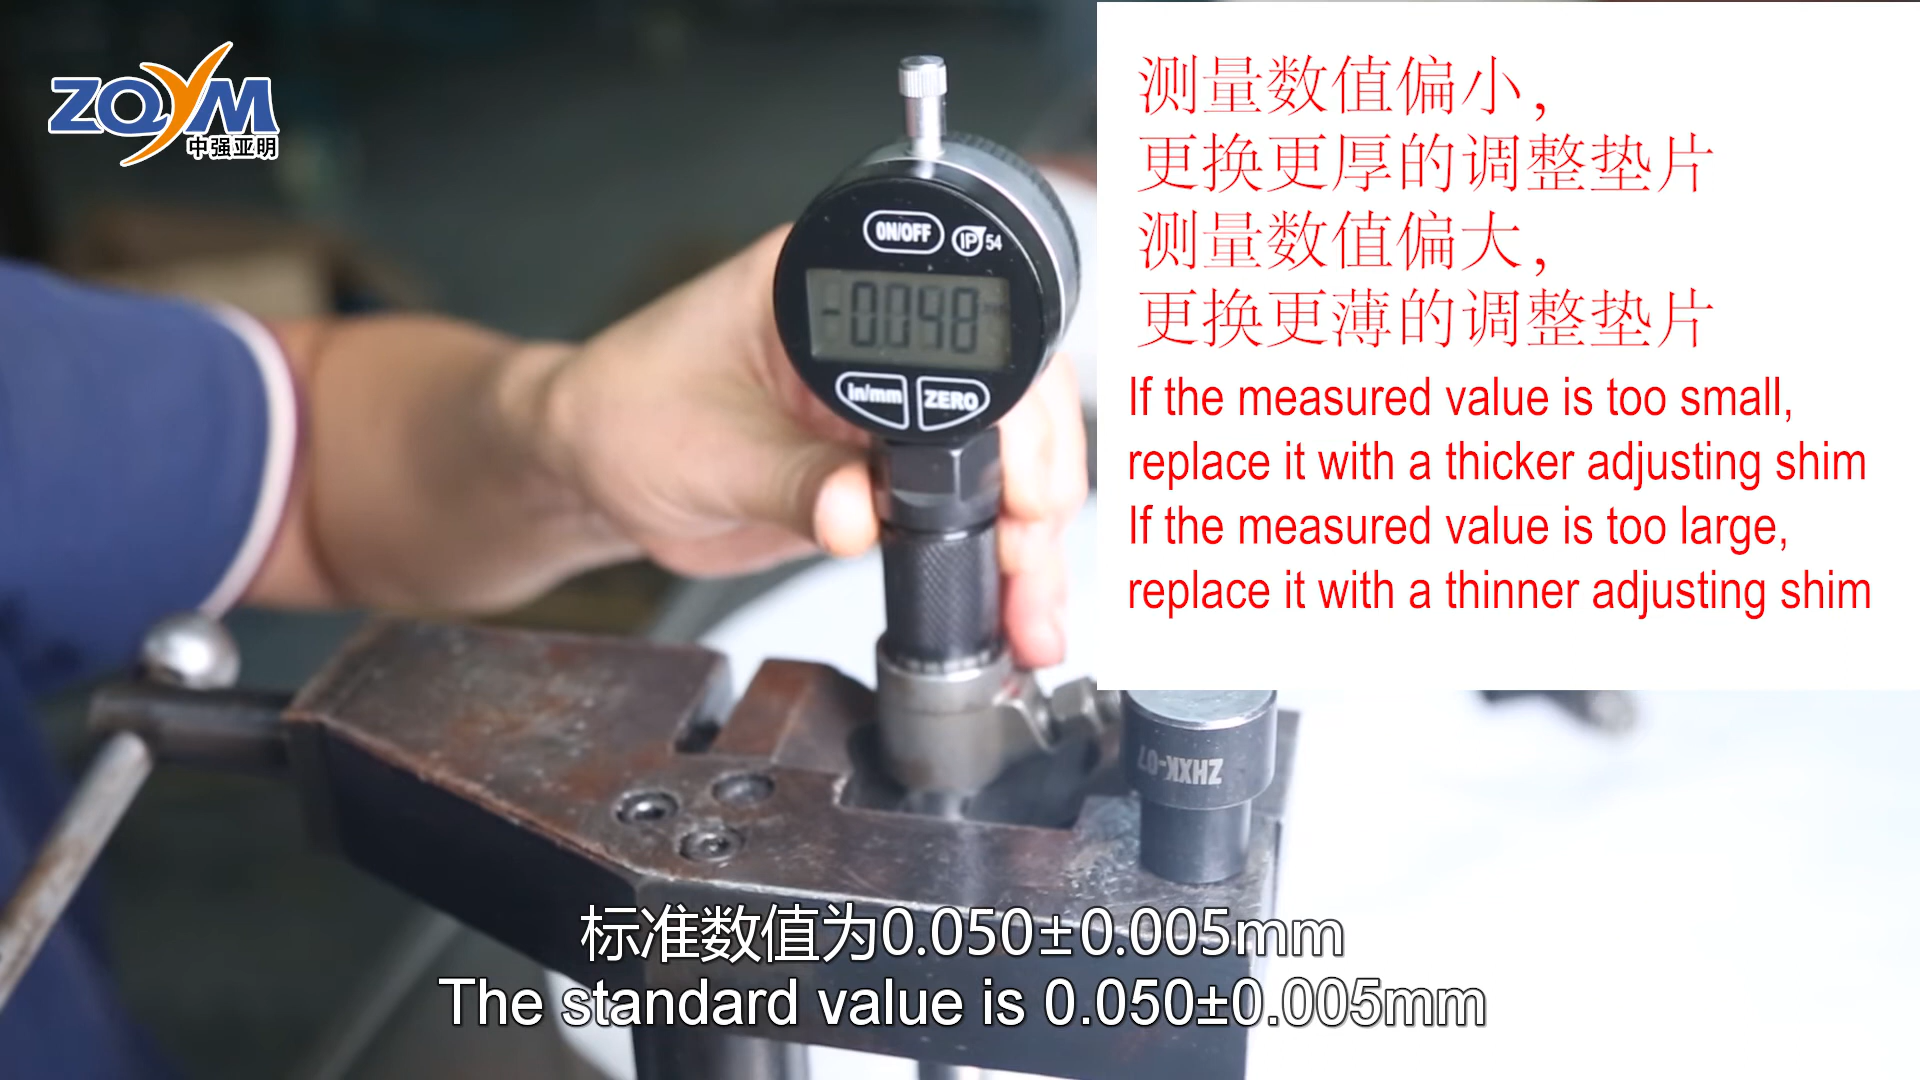 ZQYM
中强亚明
测量数值偏小，
更换更厚的调整垫片
测量数值偏大，
更换更薄的调整垫片
If the measured value is too small,
replace it with a thicker adjusting shim
If the measured value is too large,
replace it with a thinner adjusting shim
ON/OFF
IP54
-0.048
in/mm
ZERO
ZHXK-07
标准数值为0.050±0.005mm
The standard value is 0.050±0.005mm